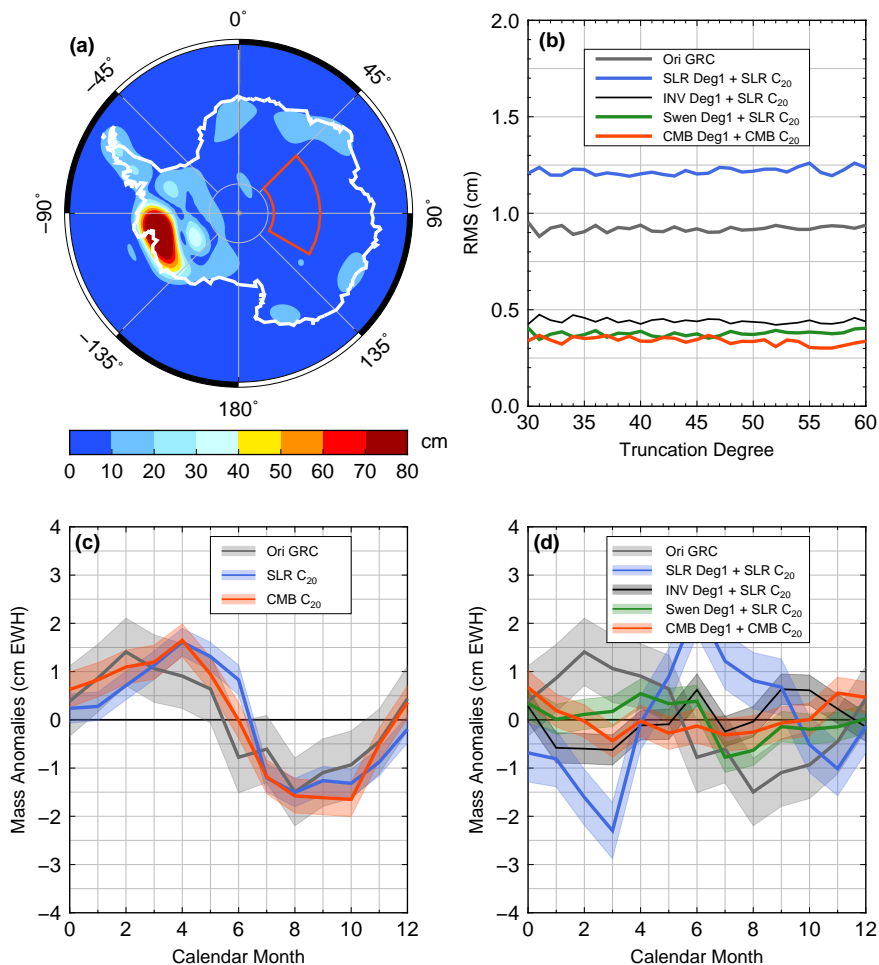 (a)
0°
45°
90°
135°
180°
−135°
−90°
−45°
cm
0 10 20 30 40 50 60 70 80
(b)
Ori GRC
SLR Deg1 + SLR C20
INV Deg1 + SLR C20
Swen Deg1 + SLR C20
CMB Deg1 + CMB C20
2.0
1.5
1.0
0.5
0.0
RMS (cm)
30 35 40 45 50 55 60
Truncation Degree
(c)
Ori GRC
SLR C20
CMB C20
4
3
2
1
0
−1
−2
−3
−4
Mass Anomalies (cm EWH)
0 2 4 6 8 10 12
Calendar Month
(d)
Ori GRC
SLR Deg1 + SLR C20
INV Deg1 + SLR C20
Swen Deg1 + SLR C20
CMB Deg1 + CMB C20
4
3
2
1
0
−1
−2
−3
−4
Mass Anomalies (cm EWH)
0 2 4 6 8 10 12
Calendar Month